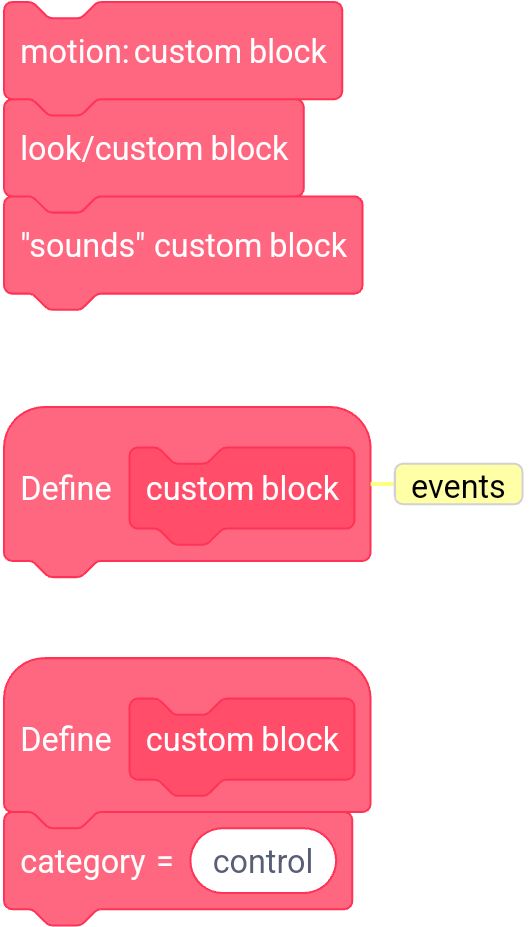 motion: custom block
look/custom block
"sounds" custom block
Define custom block events
Define custom block
category = control